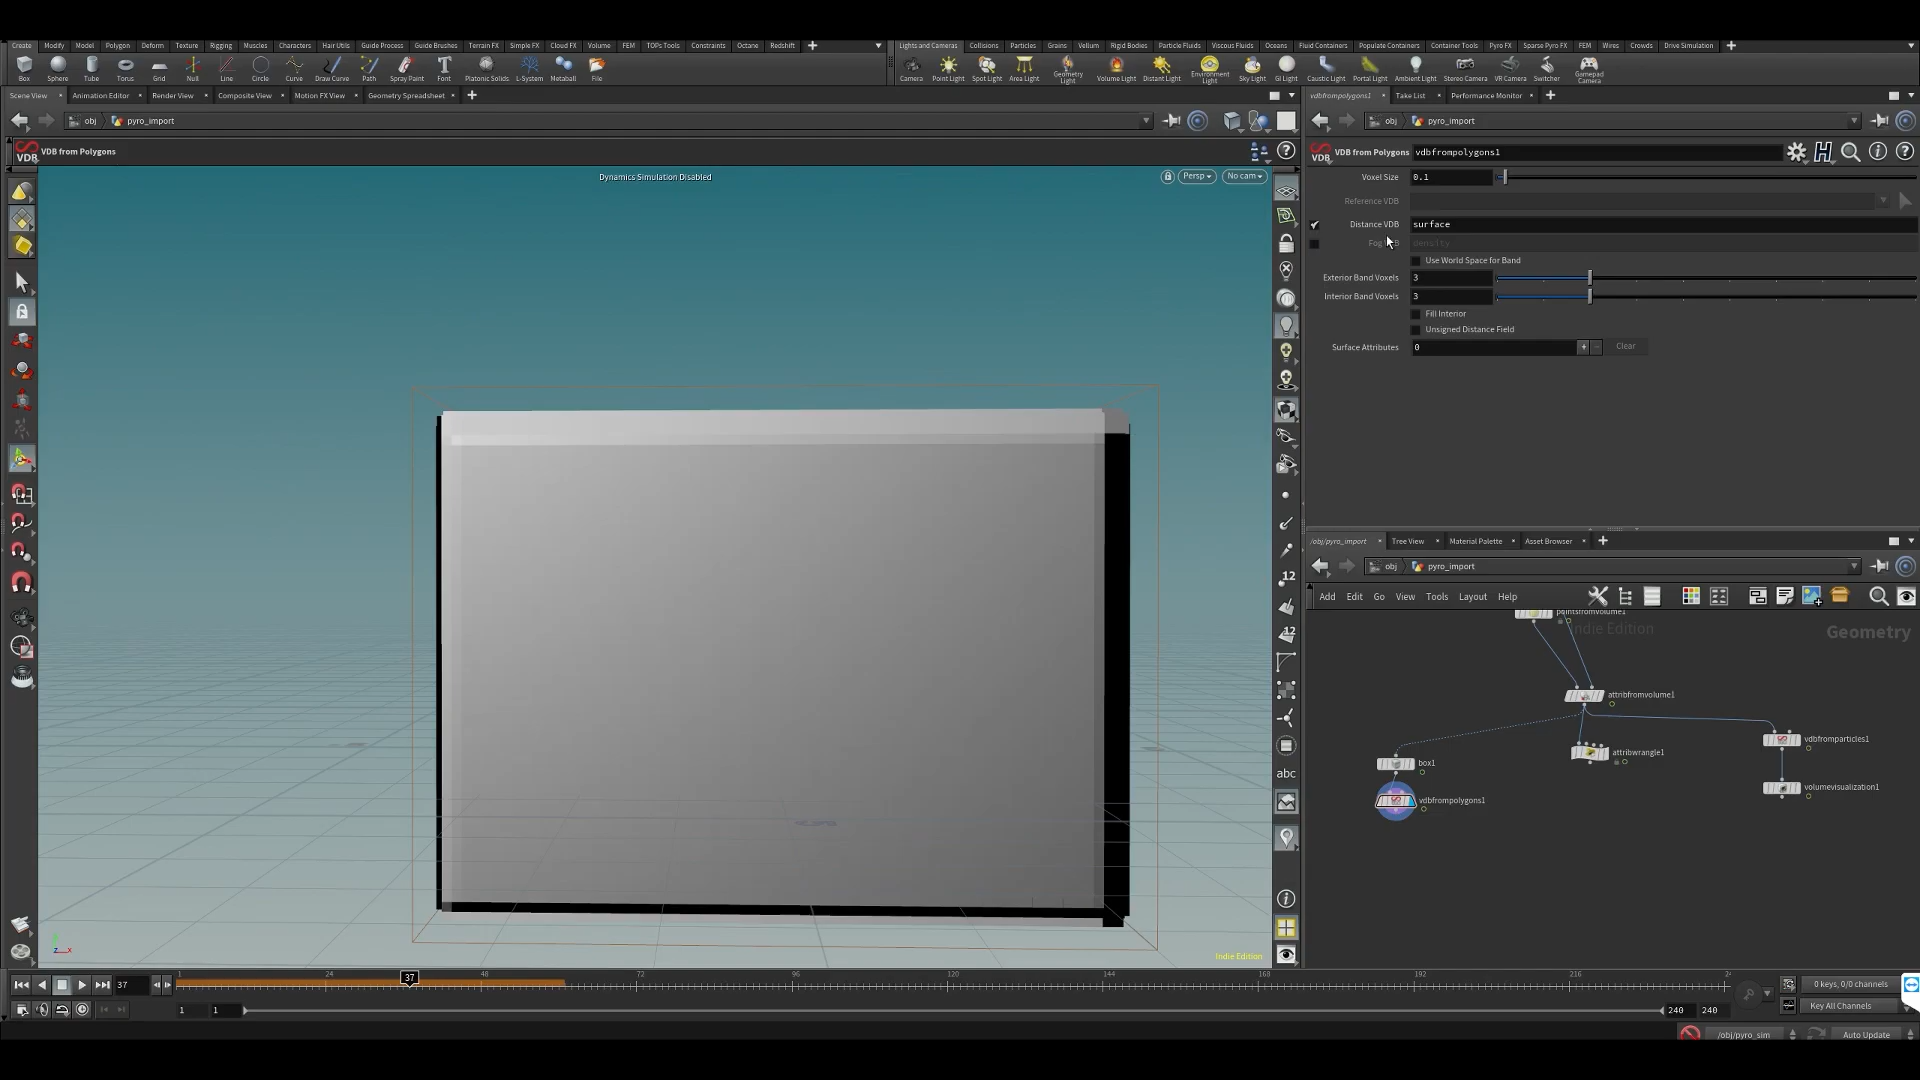 Create Modify Model Polygon Deform Texture Rigging Muscles Characters Hair Utils Guide Process Guide Brushes Terrain FX Simple FX Cloud FX Volume FEM TOPs Tools Constraints Octane Redshift
Lights and Cameras Collisions Particles Grains Vellum Rigid Bodies Particle Fluids Viscous Fluids Oceans Fluid Containers Populate Containers Container Tools Pyro FX Sparse Pyro FX FEM Wires Crowds Drive Simulation
Box Sphere Tube Torus Grid Null Line Circle Curve Draw Curve Path Spray Paint Font Platonic Solids L-System Metaball File
Camera Point Light Spot Light Area Light Geometry Light Volume Light Distant Light Environment Light Sky Light GI Light Caustic Light Portal Light Ambient Light Stereo Camera VR Camera Switcher Gamepad Camera
Scene View Animation Editor Render View Composite View Motion FX View Geometry Spreadsheet
vdbfrompolygons1 Take List Performance Monitor
obj pyro_import
obj pyro_import
VDB VDB from Polygons
VDB VDB from Polygons vdbfrompolygons1
Dynamics Simulation Disabled
Persp No cam
Voxel Size 0.1
Reference VDB
Distance VDB surface
density
Use World Space for Band
Exterior Band Voxels 3
Interior Band Voxels 3
Fill Interior
Unsigned Distance Field
Surface Attributes 0 Clear
/obj/pyro_import Tree View Material Palette Asset Browser
obj pyro_import
Add Edit Go View Tools Layout Help
pointsfromvolume1
Indie Edition
Geometry
attribfromvolume1
vdbfromparticles1
attribwrangle1
box1
volumevisualization1
vdbfrompolygons1
12
12
abc
z x
Indie Edition
37
1 24 37 48 72 96 120 144 168 192 216
0 keys, 0/0 channels
1 1
240 240
Key All Channels
/obj/pyro_sim
Auto Update